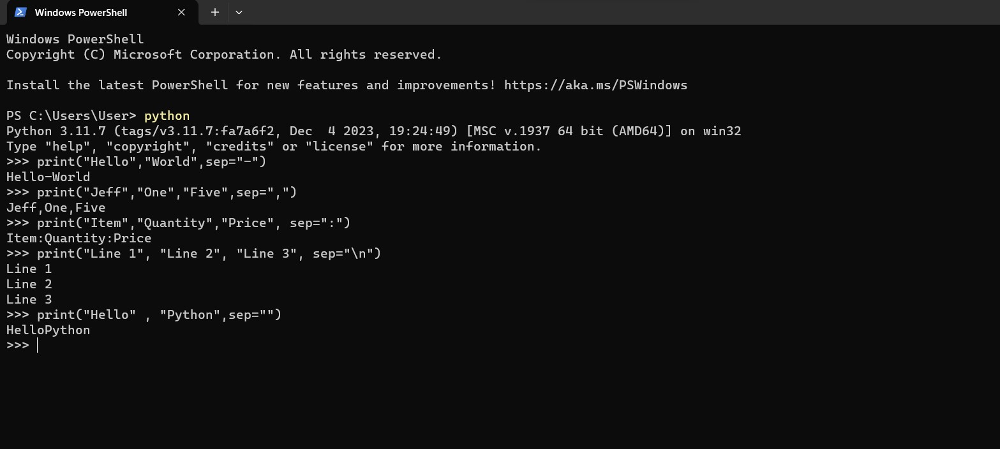 Windows PowerShell
Windows PowerShell
Copyright (C) Microsoft Corporation. All rights reserved.
Install the latest PowerShell for new features and improvements! https://aka.ms/PSWindows
PS C:\Users\User> python
Python 3.11.7 (tags/v3.11.7:fa7a6f2, Dec  4 2023, 19:24:49) [MSC v.1937 64 bit (AMD64)] on win32
Type "help", "copyright", "credits" or "license" for more information.
>>> print("Hello","World",sep="-")
Hello-World
>>> print("Jeff","One","Five",sep=",")
Jeff,One,Five
>>> print("Item","Quantity","Price", sep=":")
Item:Quantity:Price
>>> print("Line 1", "Line 2", "Line 3", sep="\n")
Line 1
Line 2
Line 3
>>> print("Hello" , "Python",sep="")
HelloPython
>>>